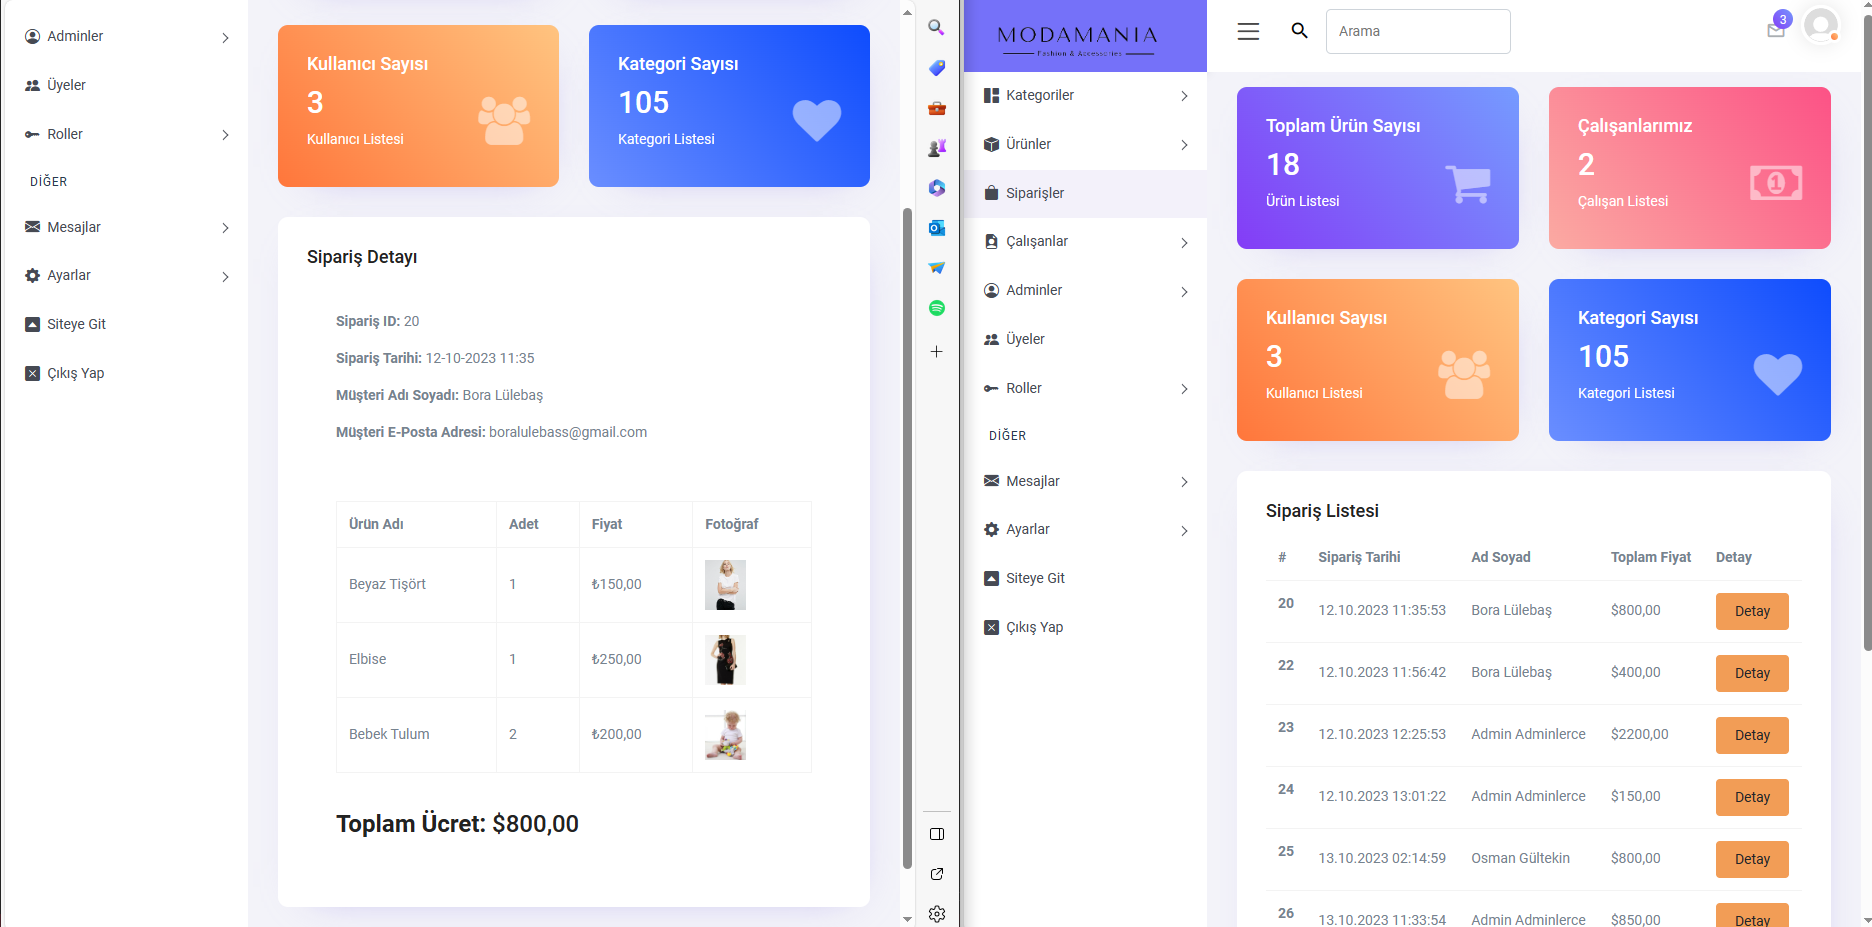 Adminler
Üyeler
Roller
DİĞER
Mesajlar
Ayarlar
Siteye Git
Çıkış Yap
Kullanıcı Sayısı
3
Kullanıcı Listesi
Kategori Sayısı
105
Kategori Listesi
Sipariş Detayı
Sipariş ID: 20
Sipariş Tarihi: 12-10-2023 11:35
Müşteri Adı Soyadı: Bora Lülebaş
Müşteri E-Posta Adresi: boralulebass@gmail.com
Ürün Adı Adet Fiyat Fotoğraf
Beyaz Tişört 1 ₺150,00
Elbise 1 ₺250,00
Bebek Tulum 2 ₺200,00
Toplam Ücret: $800,00
MODAMANIA
Fashion & Accessories
Arama
3
Kategoriler
Ürünler
Siparişler
Çalışanlar
Adminler
Üyeler
Roller
DİĞER
Mesajlar
Ayarlar
Siteye Git
Çıkış Yap
Toplam Ürün Sayısı
18
Ürün Listesi
Çalışanlarımız
2
Çalışan Listesi
Kullanıcı Sayısı
3
Kullanıcı Listesi
Kategori Sayısı
105
Kategori Listesi
Sipariş Listesi
# Sipariş Tarihi Ad Soyad Toplam Fiyat Detay
20 12.10.2023 11:35:53 Bora Lülebaş $800,00 Detay
22 12.10.2023 11:56:42 Bora Lülebaş $400,00 Detay
23 12.10.2023 12:25:53 Admin Adminlerce $2200,00 Detay
24 12.10.2023 13:01:22 Admin Adminlerce $150,00 Detay
25 13.10.2023 02:14:59 Osman Gültekin $800,00 Detay
26 13.10.2023 11:33:54 Admin Adminlerce $850,00 Detay